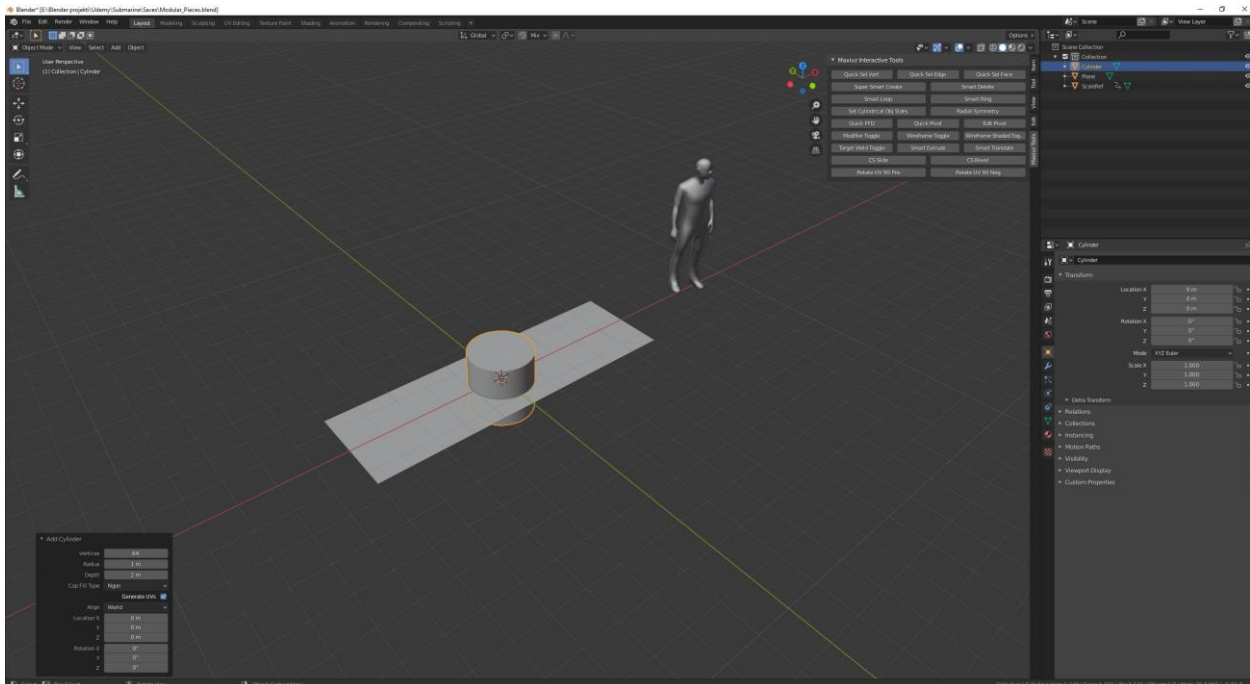 Blender* [E:\Blender projekti\Udemy\Submarine\Saves\Modular_Pieces.blend]
File Edit Render Window Help Layout Modeling Sculpting UV Editing Texture Paint Shading Animation Rendering Compositing Scripting + Scene View Layer
Global Mix Options
Object Mode View Select Add Object
User Perspective
(1) Collection | Cylinder
Scene Collection
Collection
Cylinder
Plane
ScaleRef
Maxivz Interactive Tools
Quick Sel Vert Quick Sel Edge Quick Sel Face
Super Smart Create Smart Delete
Smart Loop Smart Ring
Set Cylindrical Obj Sides Radial Symmetry
Quick FFD Quick Pivot Edit Pivot
Modifier Toggle Wireframe Toggle Wireframe Shaded Tog..
Target Weld Toggle Smart Extrude Smart Translate
CS Slide CS Bevel
Rotate UV 90 Pos Rotate UV 90 Neg
Item
Tool
View
Edit
Maxivz Tools
Cylinder
Cylinder
Transform
Location X 0 m
Y 0 m
Z 0 m
Rotation X 0°
Y 0°
Z 0°
Mode XYZ Euler
Scale X 1.000
Y 1.000
Z 1.000
Delta Transform
Relations
Collections
Instancing
Motion Paths
Visibility
Viewport Display
Custom Properties
Add Cylinder
Vertices 64
Radius 1 m
Depth 2 m
Cap Fill Type Ngon
Generate UVs
Align World
Location X 0 m
Y 0 m
Z 0 m
Rotation X 0°
Y 0°
Z 0°